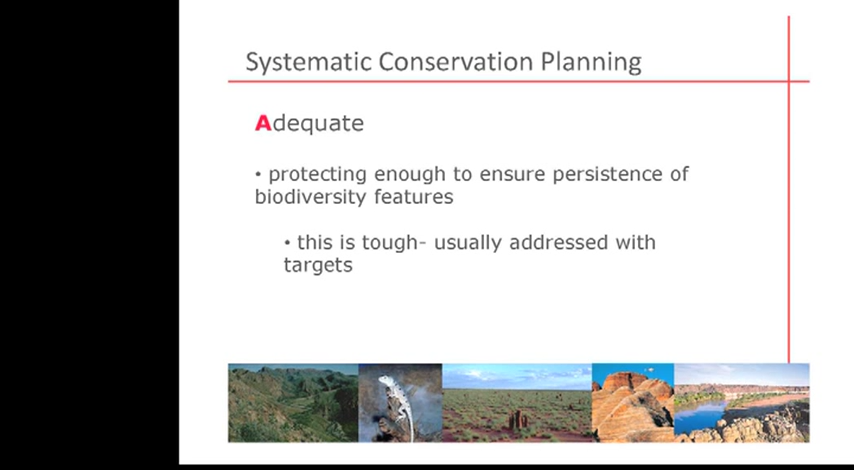 Systematic Conservation Planning
Adequate
• protecting enough to ensure persistence of
biodiversity features
• this is tough- usually addressed with
targets